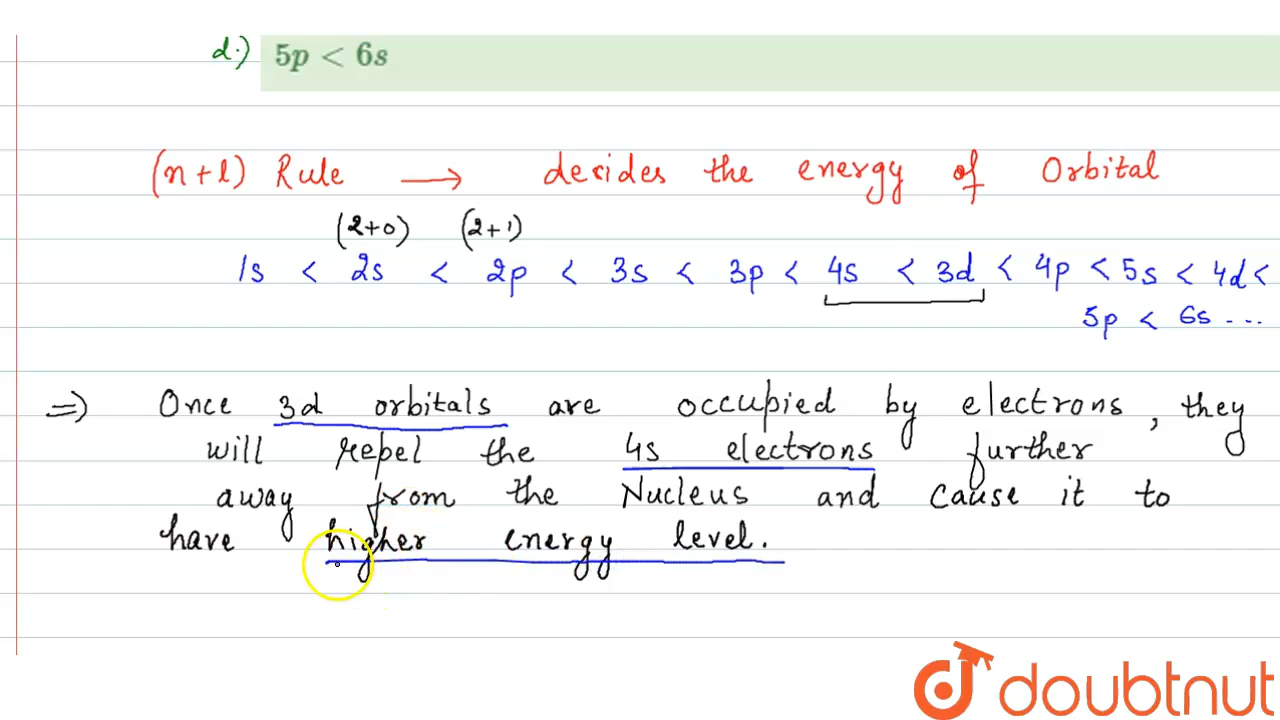 d.) 5p < 6s
(n+l) Rule → decides the energy of Orbital
(2+0) (2+1)
1s < 2s < 2p < 3s < 3p < 4s < 3d < 4p < 5s < 4d <
5p < 6s ...
⇒ Once 3d orbitals are occupied by electrons, they
will repel the 4s electrons further
away from the Nucleus and cause it to
have higher energy level.
doubtnut